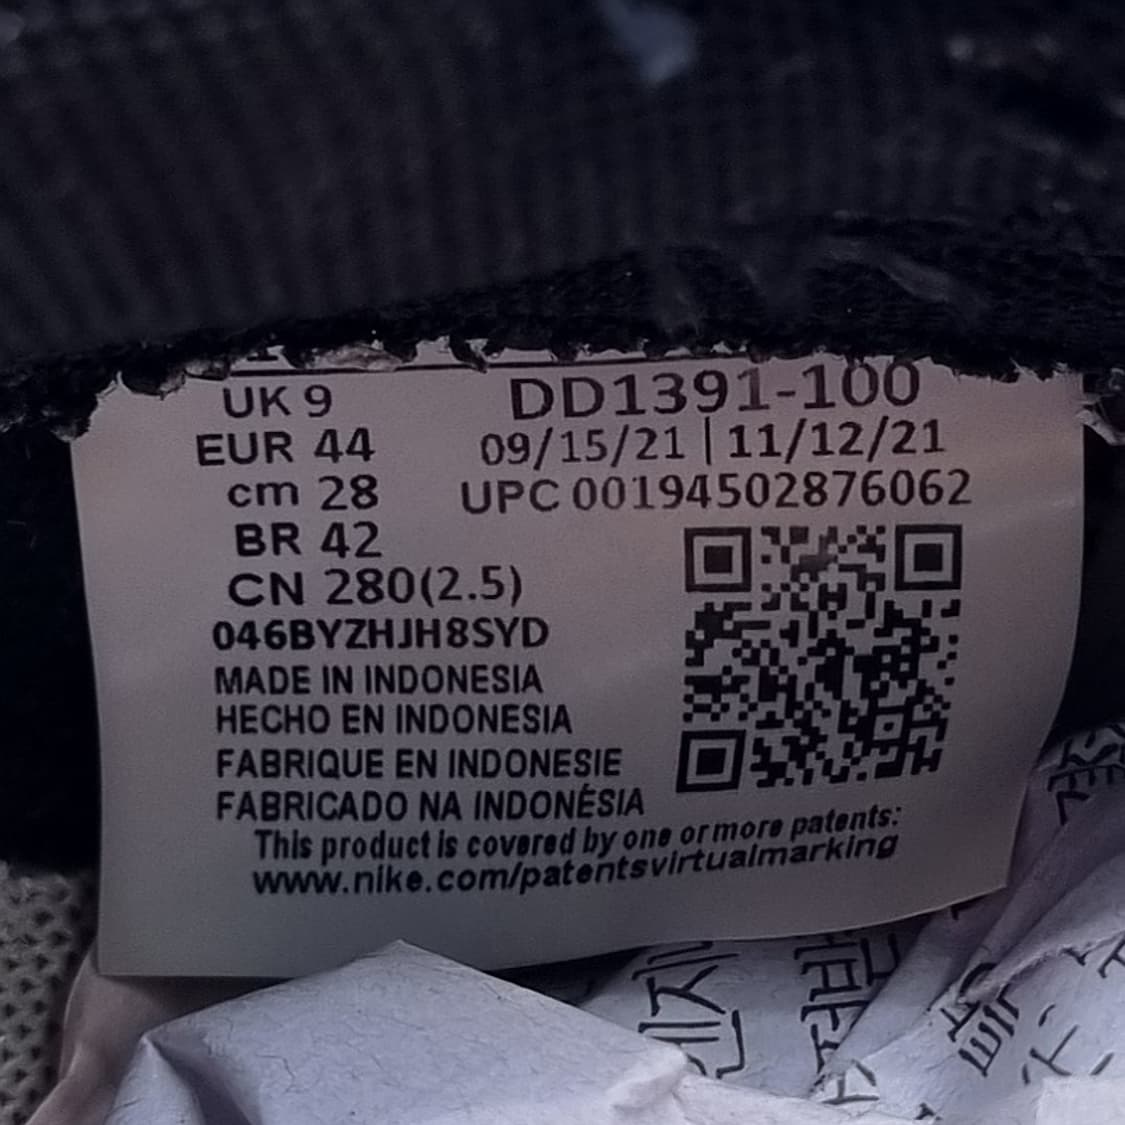 UK 9
EUR 44
cm 28
BR 42
CN 280(2.5)
DD1391-100
09/15/21 | 11/12/21
UPC 00194502876062
046BYZHJH8SYD
MADE IN INDONESIA
HECHO EN INDONESIA
FABRIQUE EN INDONESIE
FABRICADO NA INDONÉSIA
This product is covered by one or more patents:
www.nike.com/patentsvirtualmarking